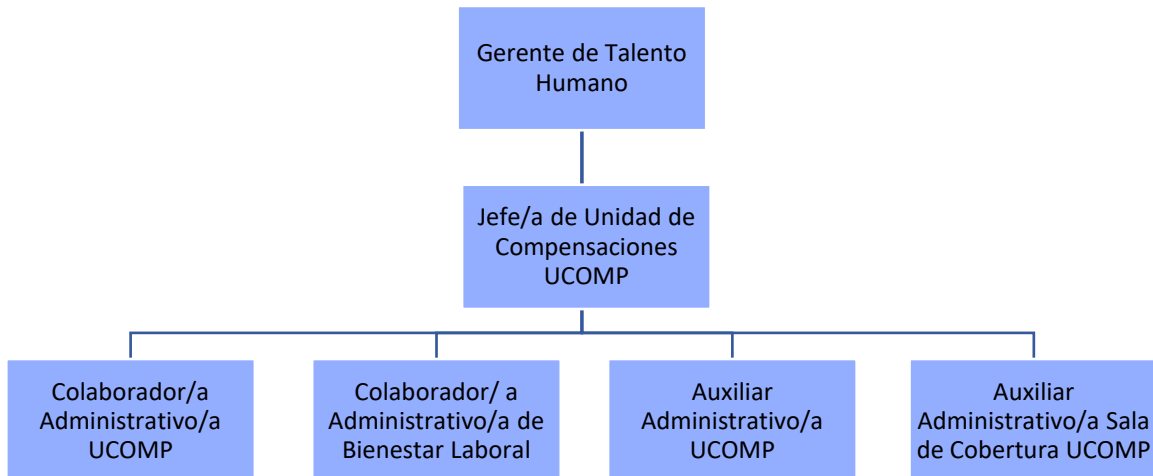 Gerente de Talento
Humano
Jefe/a de Unidad de
Compensaciones
UCOMP
Colaborador/a
Administrativo/a
UCOMP
Colaborador/ a
Administrativo/a de
Bienestar Laboral
Auxiliar
Administrativo/a
UCOMP
Auxiliar
Administrativo/a Sala
de Cobertura UCOMP